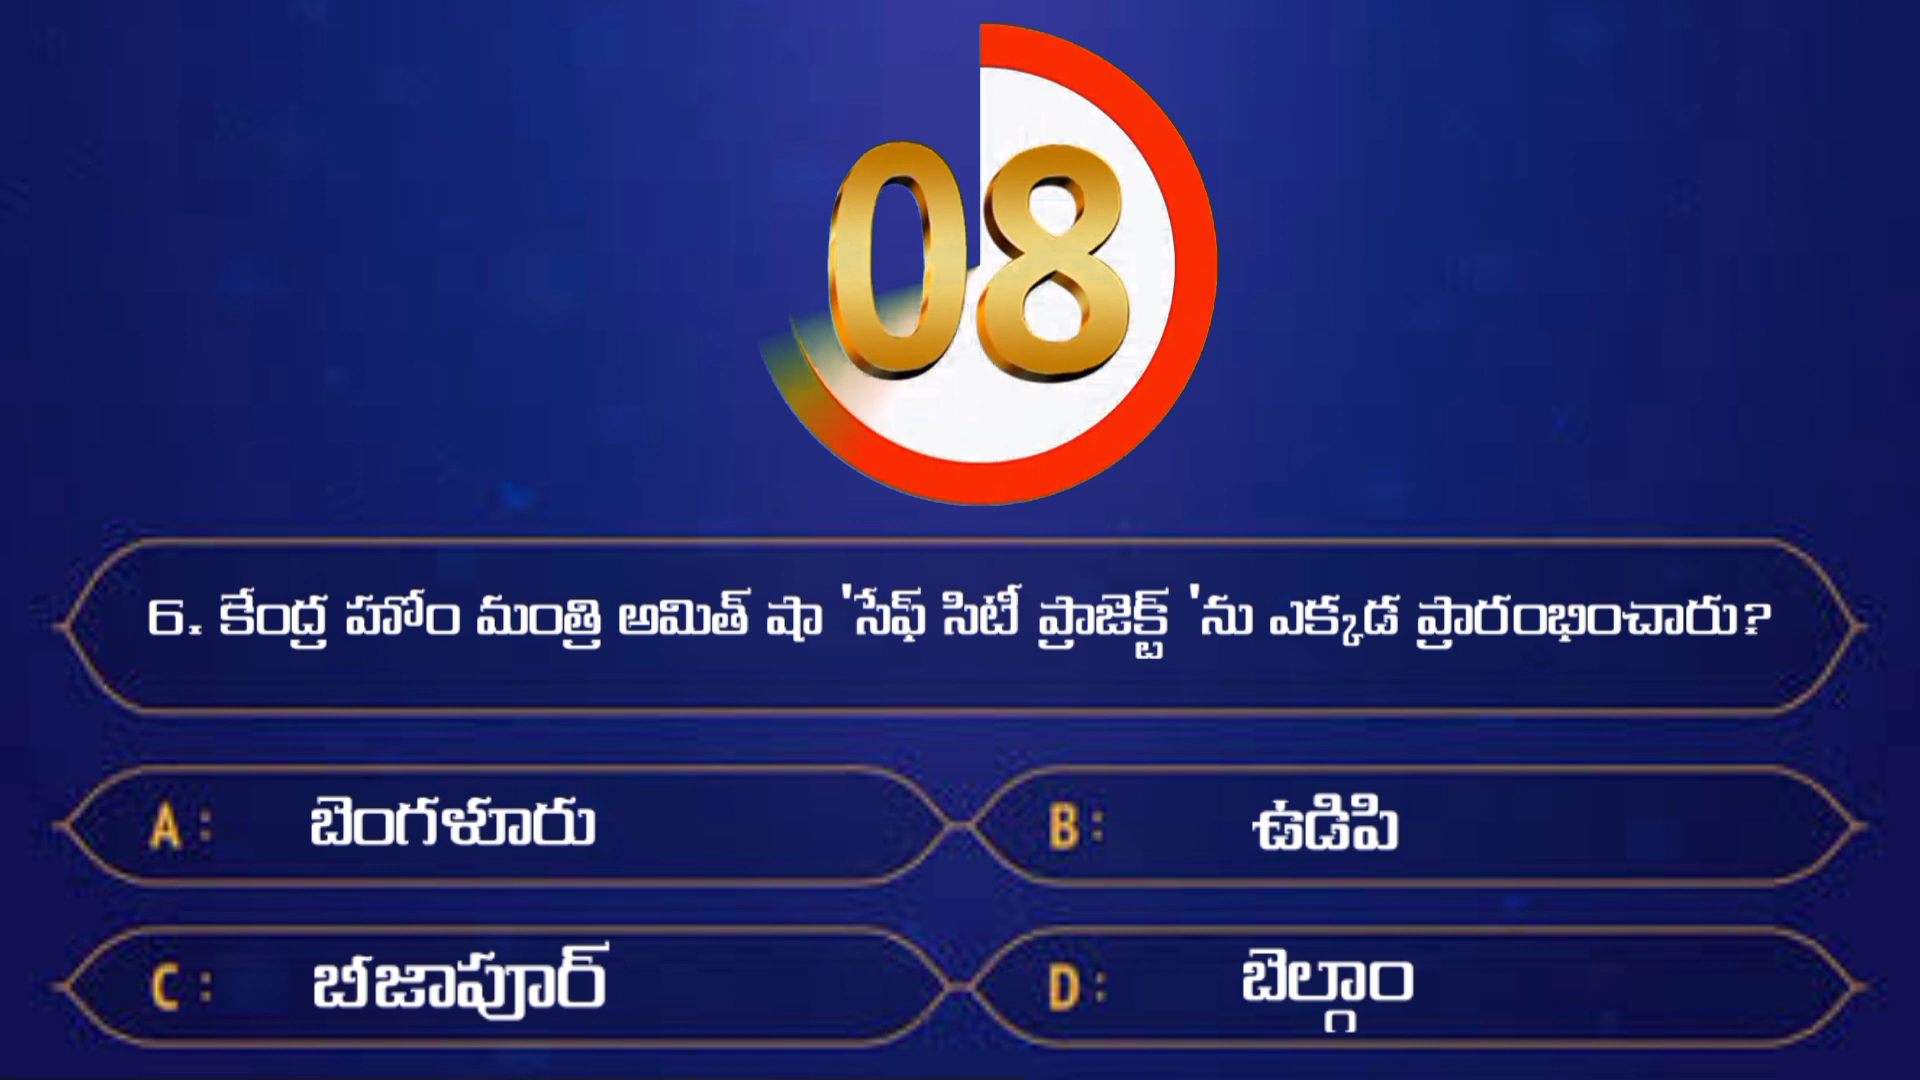 08
6. కేంద్ర హోం మంత్రి అమిత్ షా 'సేఫ్ సిటీ ప్రాజెక్ట్ 'ను ఎక్కడ ప్రారంభించారు?
A : బెంగళూరు
B : ఉడిపి
C : బీజాపూర్
D : బెల్గాం